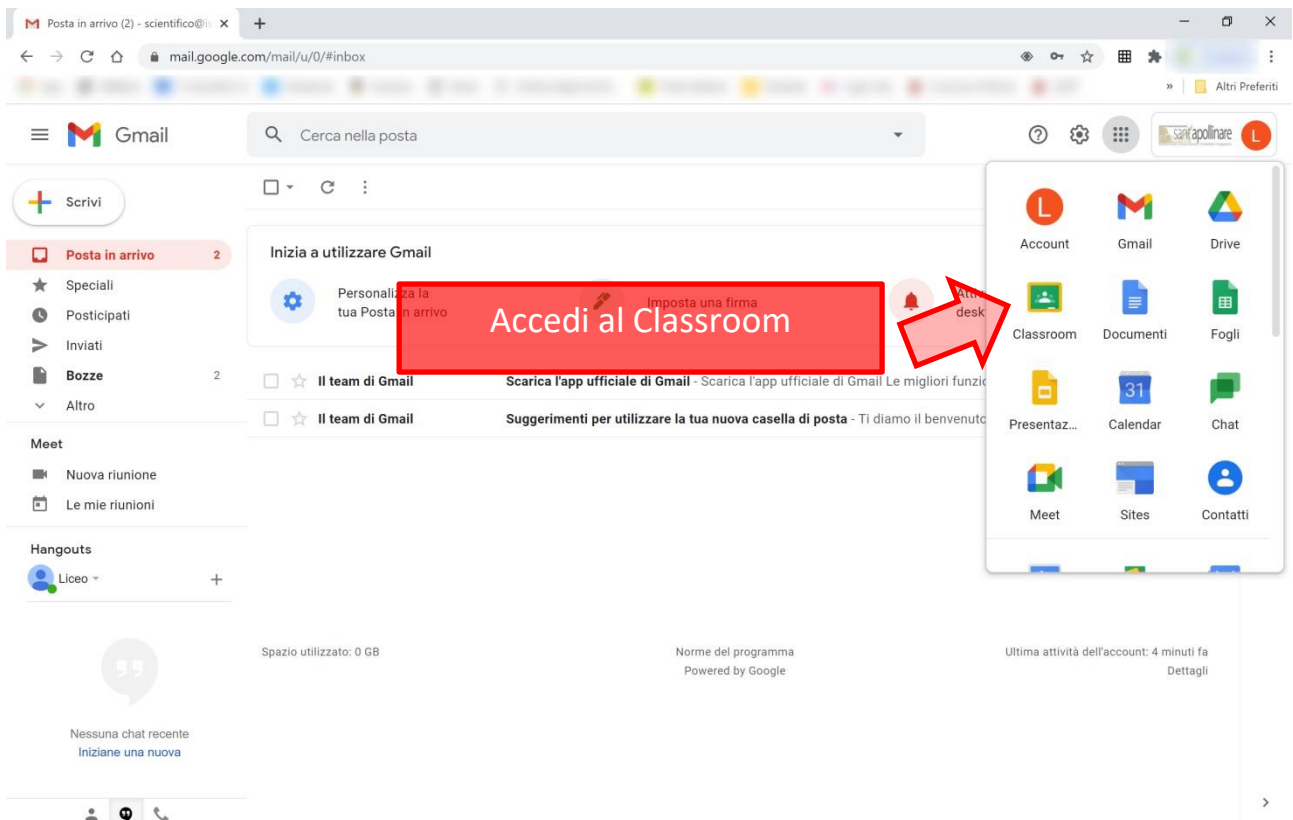 Posta in arrivo (2) - scientifico@i
mail.google.com/mail/u/0/#inbox
» Altri Preferiti
Gmail
Cerca nella posta
sant'apollinare L
Scrivi
Posta in arrivo 2
Speciali
Posticipati
Inviati
Bozze 2
Altro
Meet
Nuova riunione
Le mie riunioni
Hangouts
Liceo
Nessuna chat recente
Iniziane una nuova
Inizia a utilizzare Gmail
Personalizza la
tua Posta in arrivo
Imposta una firma
desk
Accedi al Classroom
Il team di Gmail Scarica l'app ufficiale di Gmail - Scarica l'app ufficiale di Gmail Le migliori funzio
Il team di Gmail Suggerimenti per utilizzare la tua nuova casella di posta - Ti diamo il benvenuto
L
Account Gmail Drive
Classroom Documenti Fogli
31
Presentaz... Calendar Chat
Meet Sites Contatti
Spazio utilizzato: 0 GB
Norme del programma
Powered by Google
Ultima attività dell'account: 4 minuti fa
Dettagli